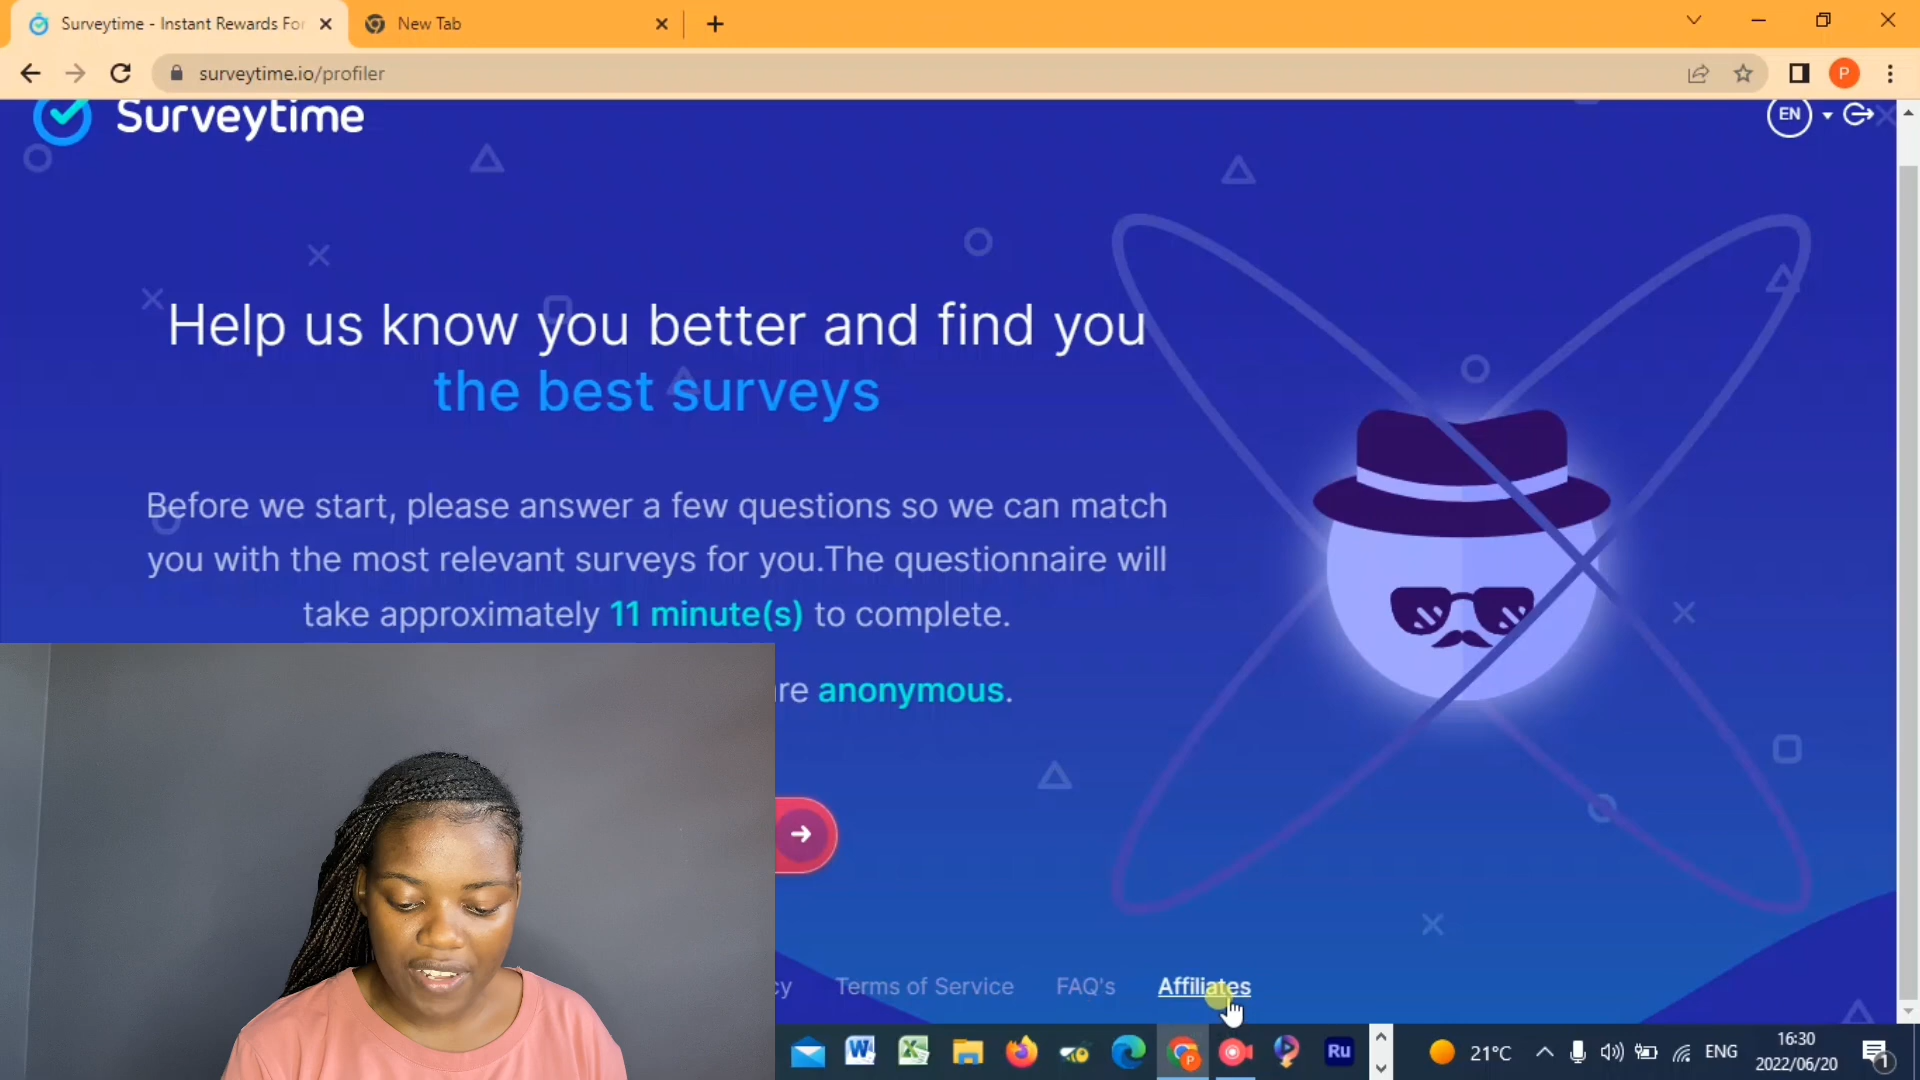 Surveytime - Instant Rewards For
New Tab
surveytime.io/profiler
P
Surveytime
EN
Help us know you better and find you
the best surveys
Before we start, please answer a few questions so we can match
you with the most relevant surveys for you.The questionnaire will
take approximately 11 minute(s) to complete.
re anonymous.
cy Terms of Service FAQ's Affiliates
Ru 21°C ENG 16:30
2022/06/20 1